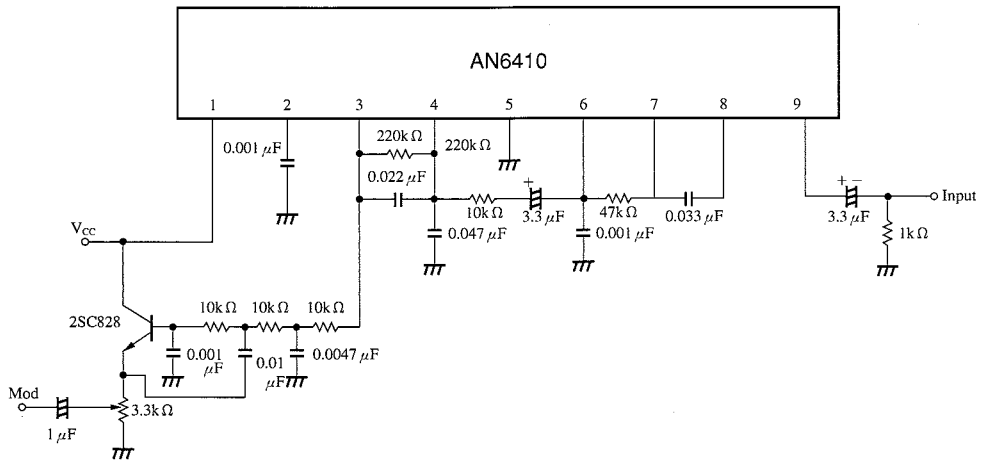 AN6410
1 2 3 4 5 6 7 8 9
220kΩ
220kΩ
0.001 μF
0.022 μF
+
10kΩ
3.3 μF
47kΩ
0.033 μF
+ −
3.3 μF
Input
1kΩ
0.047 μF
0.001 μF
VCC
2SC828
10kΩ 10kΩ 10kΩ
0.001
μF
0.01
μF
0.0047 μF
Mod
3.3kΩ
1 μF